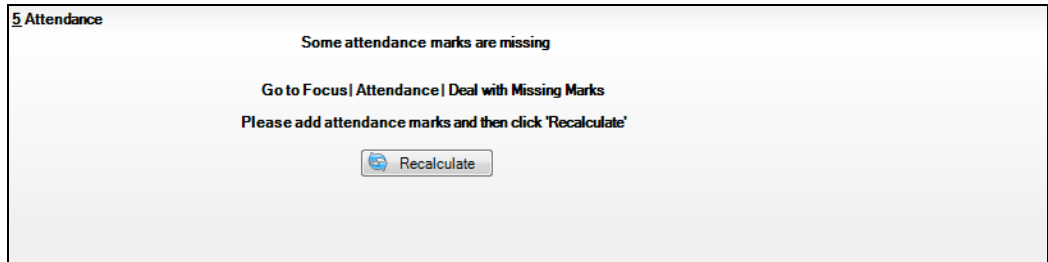 5 Attendance
Some attendance marks are missing
Go to Focus | Attendance | Deal with Missing Marks
Please add attendance marks and then click 'Recalculate'
Recalculate